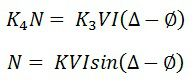 K₄N = K₃VI(Δ − Ø)
N = KVIsin(Δ − Ø)